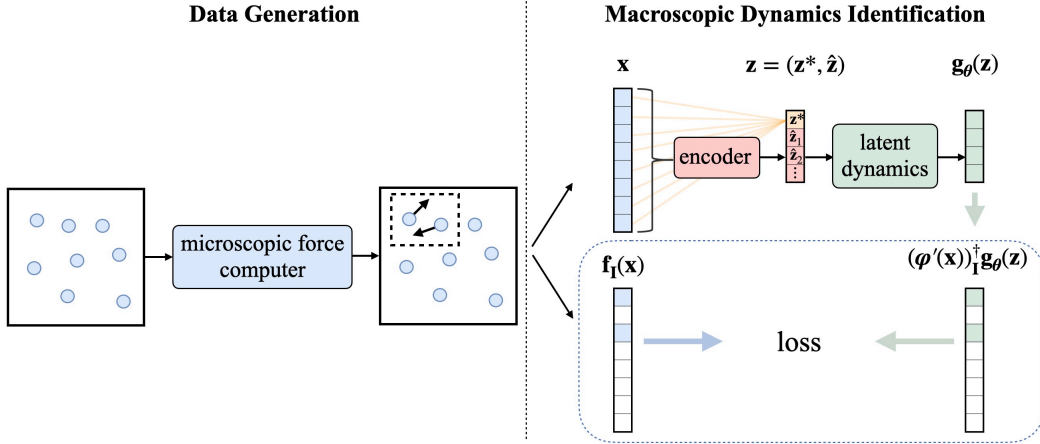 Data Generation
Macroscopic Dynamics Identification
x
z = (z*, ẑ)
g_θ(z)
z*
ẑ₁
ẑ₂
⋮
encoder
latent
dynamics
microscopic force
computer
f_I(x)
(φ′(x))_I^† g_θ(z)
loss